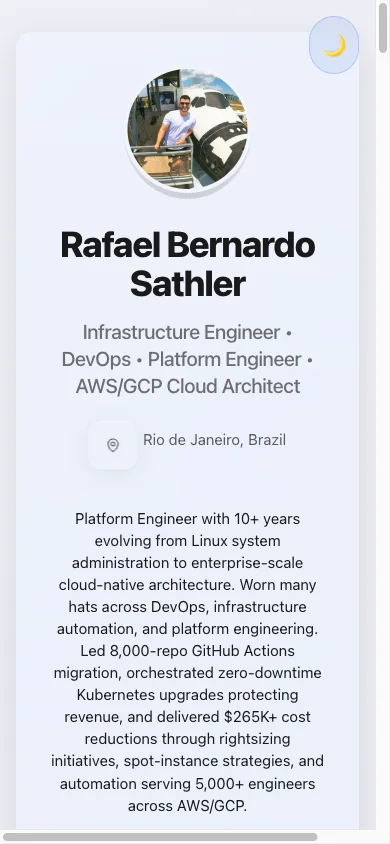 Rafael Bernardo
Sathler
Infrastructure Engineer •
DevOps • Platform Engineer •
AWS/GCP Cloud Architect
Rio de Janeiro, Brazil
Platform Engineer with 10+ years
evolving from Linux system
administration to enterprise-scale
cloud-native architecture. Worn many
hats across DevOps, infrastructure
automation, and platform engineering.
Led 8,000-repo GitHub Actions
migration, orchestrated zero-downtime
Kubernetes upgrades protecting
revenue, and delivered $265K+ cost
reductions through rightsizing
initiatives, spot-instance strategies, and
automation serving 5,000+ engineers
across AWS/GCP.